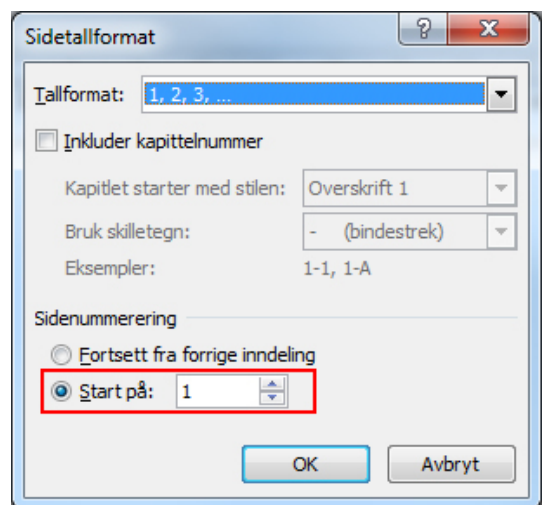 Sidetallformat
Tallformat: 1, 2, 3, ...
Inkluder kapittelnummer
Kapitlet starter med stilen: Overskrift 1
Bruk skilletegn: - (bindestrek)
Eksempler: 1-1, 1-A
Sidenummerering
Fortsett fra forrige inndeling
Start på: 1
OK Avbryt